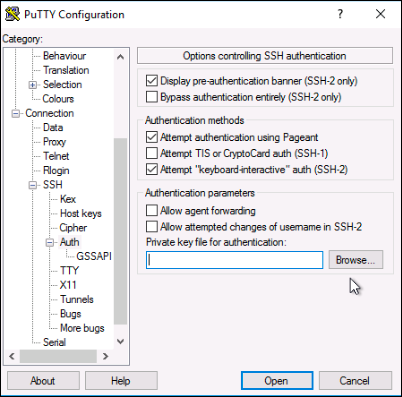 PuTTY Configuration
Category:
Behaviour
Translation
Selection
Colours
Connection
Data
Proxy
Telnet
Rlogin
SSH
Kex
Host keys
Cipher
Auth
GSSAPI
TTY
X11
Tunnels
Bugs
More bugs
Serial
Options controlling SSH authentication
Display pre-authentication banner (SSH-2 only)
Bypass authentication entirely (SSH-2 only)
Authentication methods
Attempt authentication using Pageant
Attempt TIS or CryptoCard auth (SSH-1)
Attempt "keyboard-interactive" auth (SSH-2)
Authentication parameters
Allow agent forwarding
Allow attempted changes of username in SSH-2
Private key file for authentication:
Browse...
About
Help
Open
Cancel